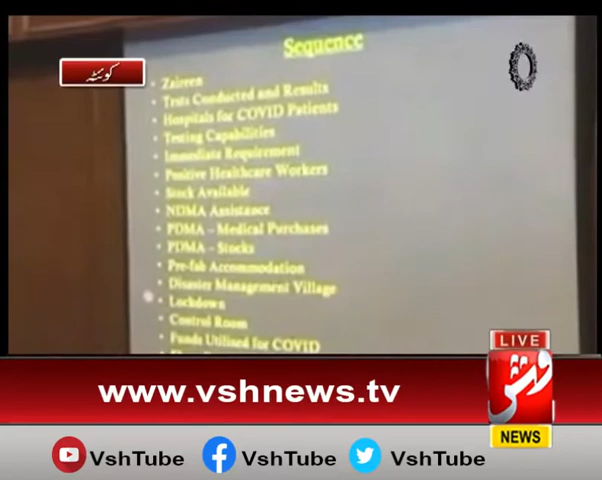 Sequence
کوئٹہ
Zaireen
Tests Conducted and Results
Hospitals for COVID Patients
Testing Capabilities
Immediate Requirement
Positive Healthcare Workers
Stock Available
NDMA Assistance
PDMA - Medical Purchases
PDMA - Stocks
Pre-fab Accommodation
Disaster Management Village
Lockdown
Control Room
Funds Utilised for COVID
LIVE
www.vshnews.tv
وش
NEWS
VshTube
VshTube
VshTube